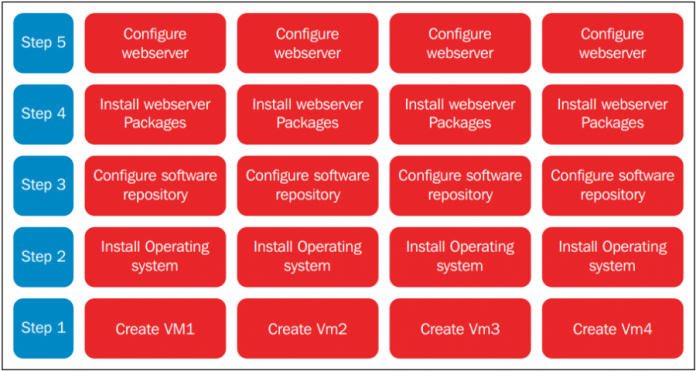 Step 5
Configure
webserver
Configure
webserver
Configure
webserver
Configure
webserver
Step 4
Install webserver
Packages
Install webserver
Packages
Install webserver
Packages
Install webserver
Packages
Step 3
Configure software
repository
Configure software
repository
Configure software
repository
Configure software
repository
Step 2
Install Operating
system
Install Operating
system
Install Operating
system
Install Operating
system
Step 1
Create VM1
Create Vm2
Create Vm3
Create Vm4